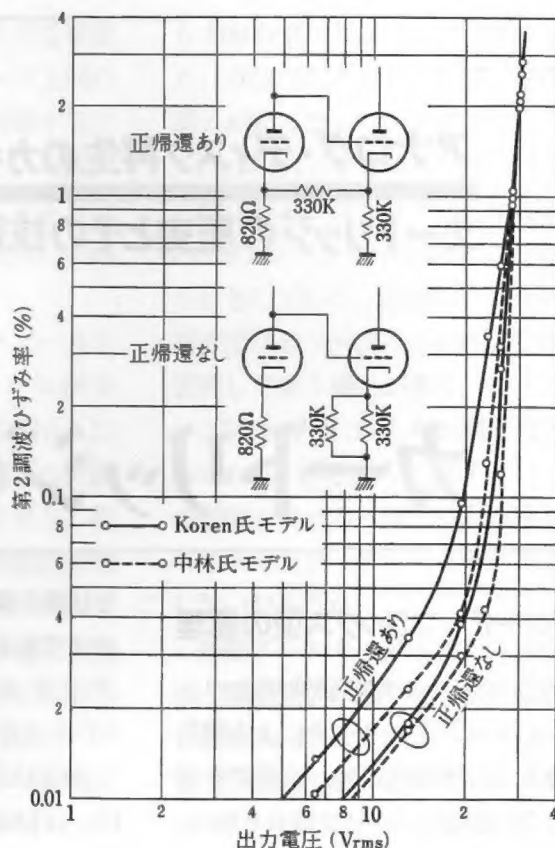 4
2
1
8
6
4
2
0.1
8
6
4
2
0.01
第2調波ひずみ率 (%)
正帰還あり
820Ω
330K
330K
正帰還なし
820Ω
330K
330K
Koren氏モデル
中林氏モデル
正帰還あり
正帰還なし
1
2
4
6
8
10
2
4
出力電圧 (Vrms)